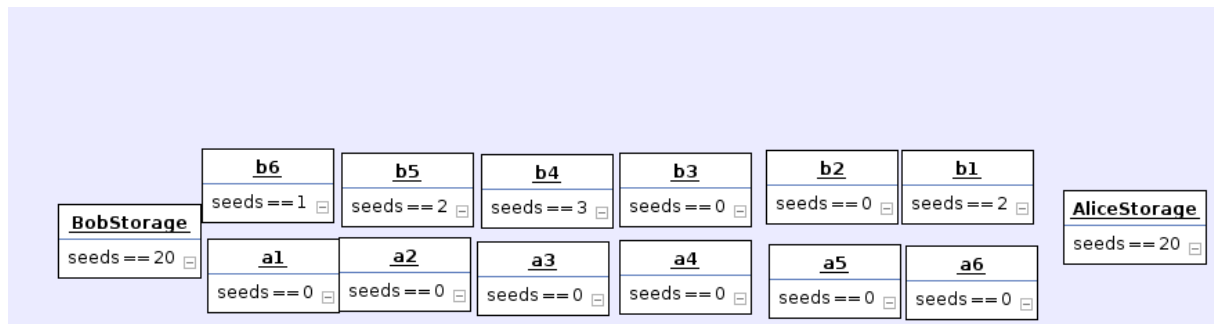 b6
seeds == 1
b5
seeds == 2
b4
seeds == 3
b3
seeds == 0
b2
seeds == 0
b1
seeds == 2
BobStorage
seeds == 20
AliceStorage
seeds == 20
a1
seeds == 0
a2
seeds == 0
a3
seeds == 0
a4
seeds == 0
a5
seeds == 0
a6
seeds == 0